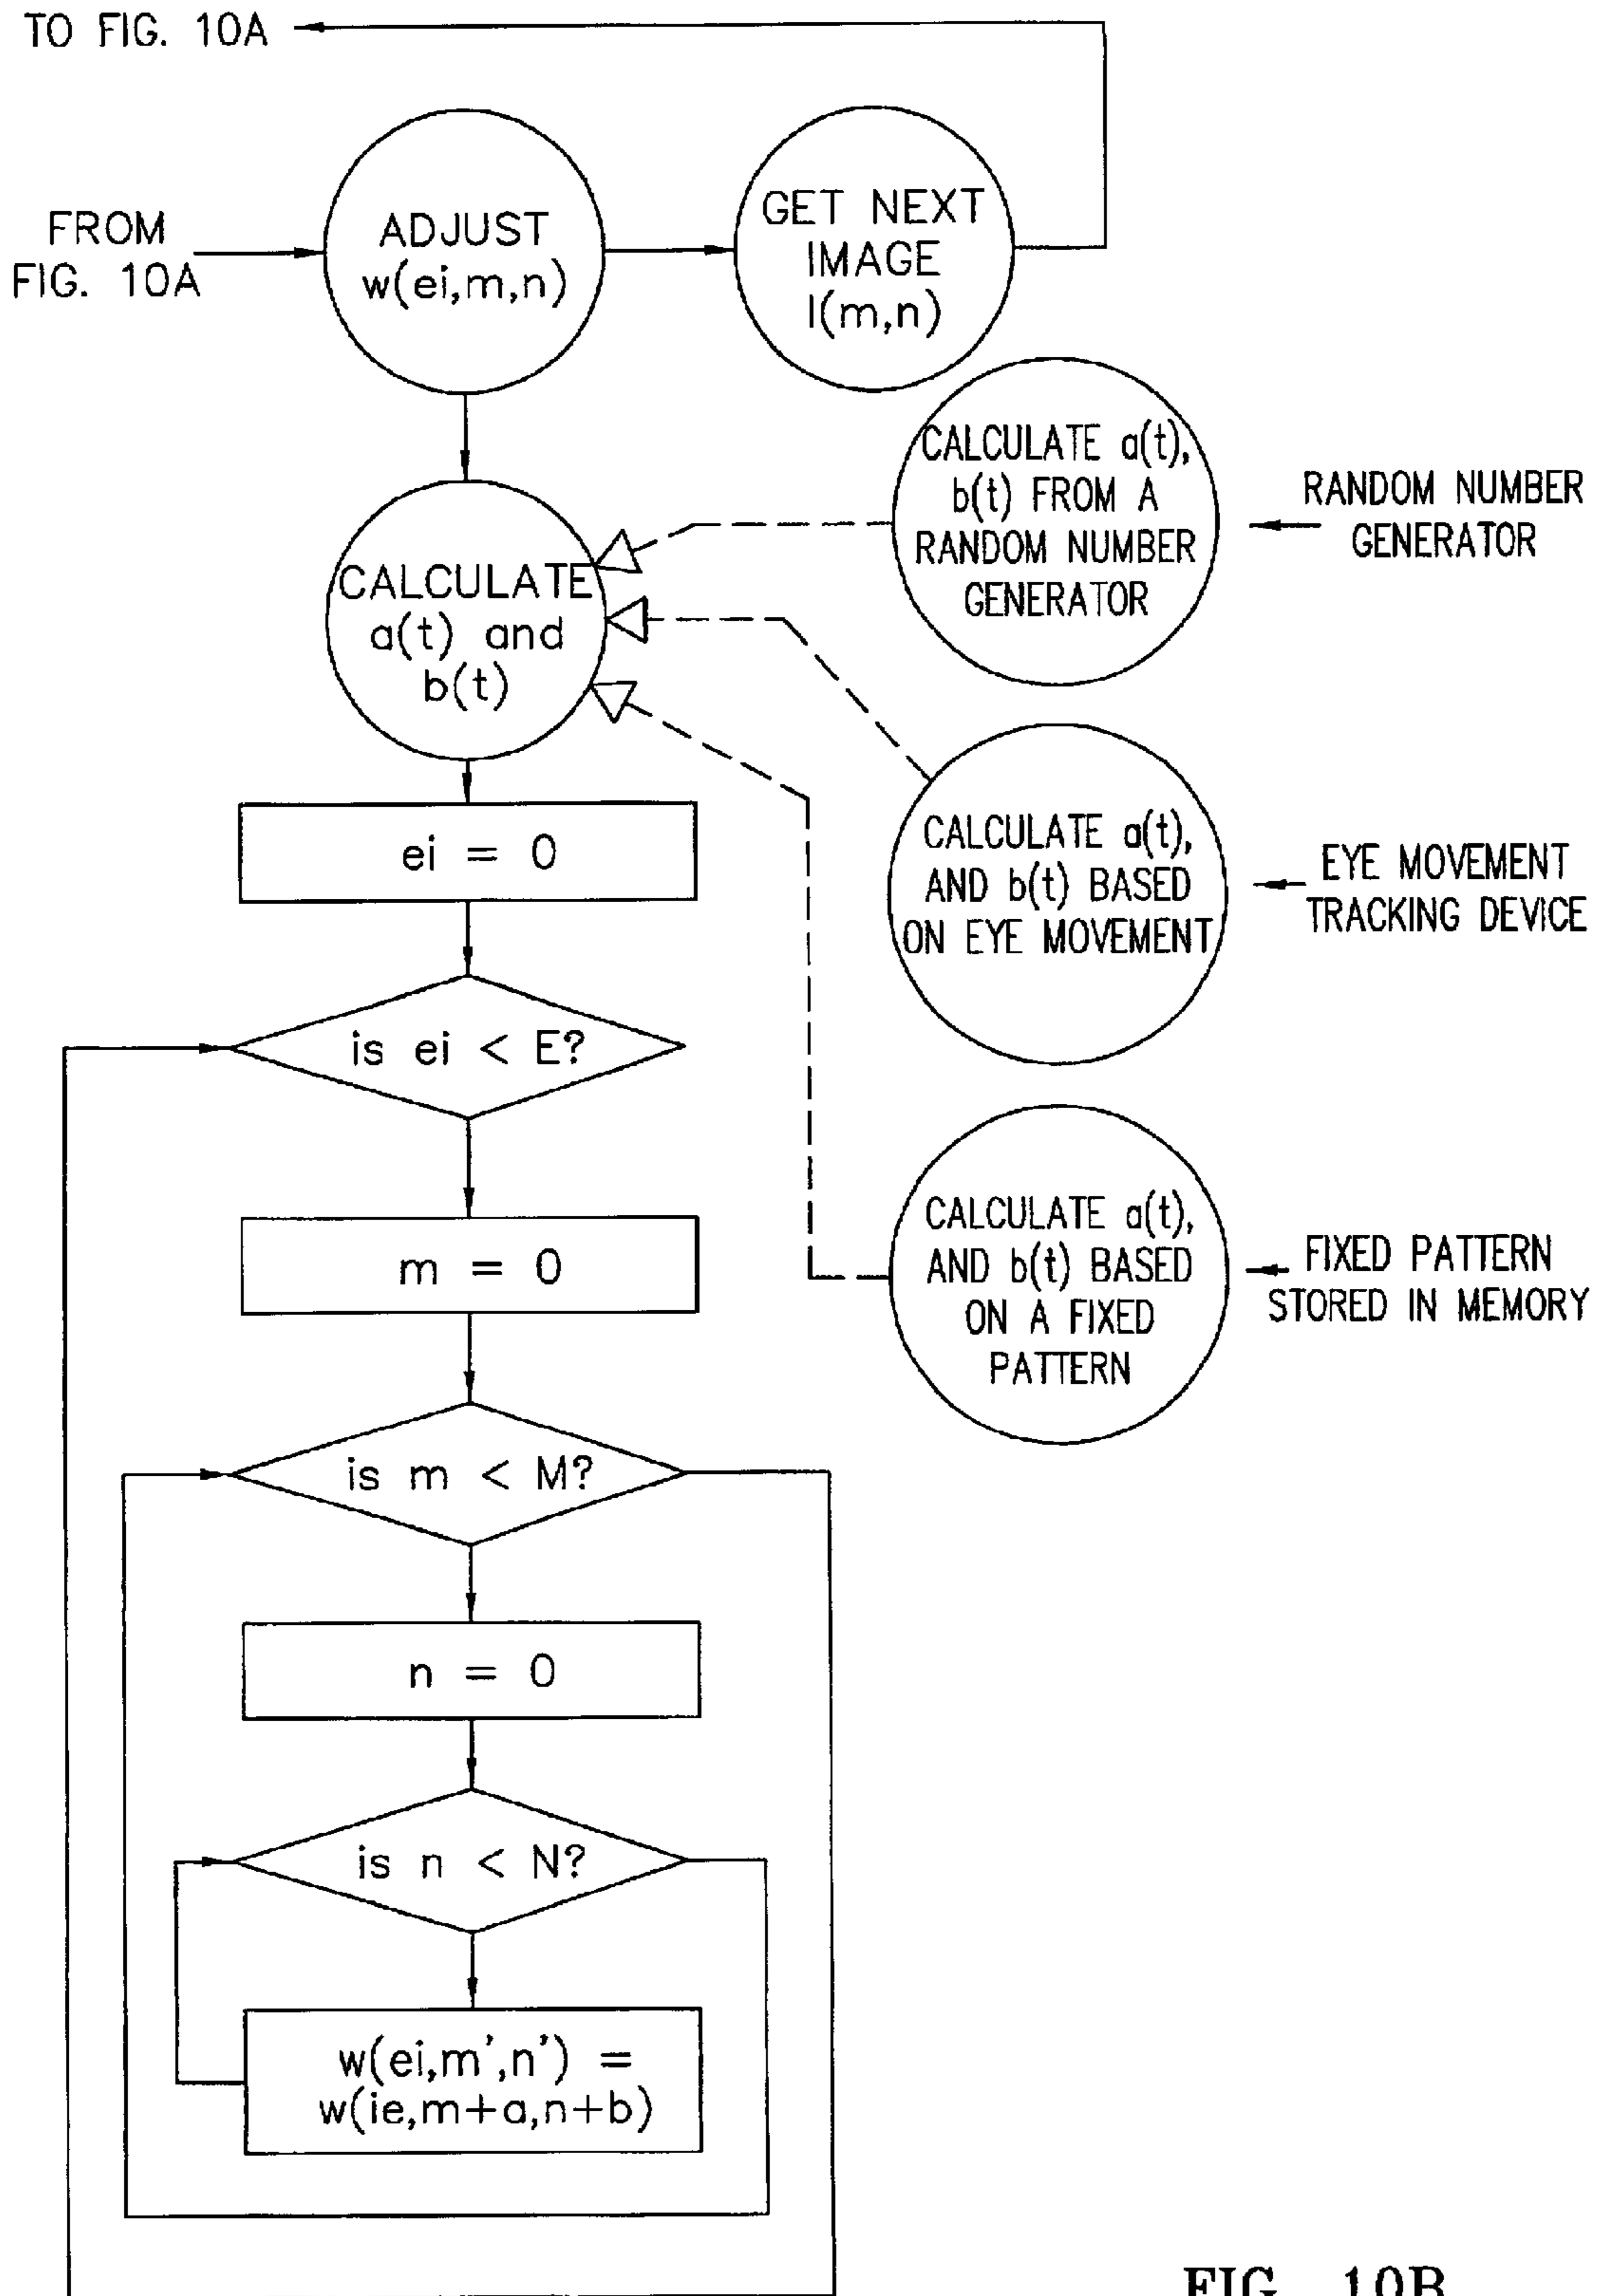 TO FIG. 10A
FROM
FIG. 10A
ADJUST
w(ei,m,n)
GET NEXT
IMAGE
I(m,n)
CALCULATE a(t),
b(t) FROM A
RANDOM NUMBER
GENERATOR
RANDOM NUMBER
GENERATOR
CALCULATE
a(t) and
b(t)
CALCULATE a(t),
AND b(t) BASED
ON EYE MOVEMENT
EYE MOVEMENT
TRACKING DEVICE
ei = 0
is ei < E?
CALCULATE a(t),
AND b(t) BASED
ON A FIXED
PATTERN
FIXED PATTERN
STORED IN MEMORY
m = 0
is m < M?
n = 0
is n < N?
w(ei,m',n') =
w(ie,m+a,n+b)
FIG. 10B